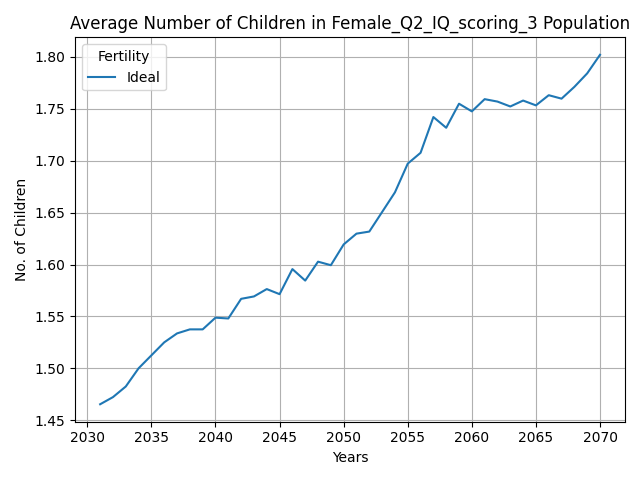 Average Number of Children in Female_Q2_IQ_scoring_3 Population
Fertility
Ideal
No. of Children
1.80
1.75
1.70
1.65
1.60
1.55
1.50
1.45
2030 2035 2040 2045 2050 2055 2060 2065 2070
Years